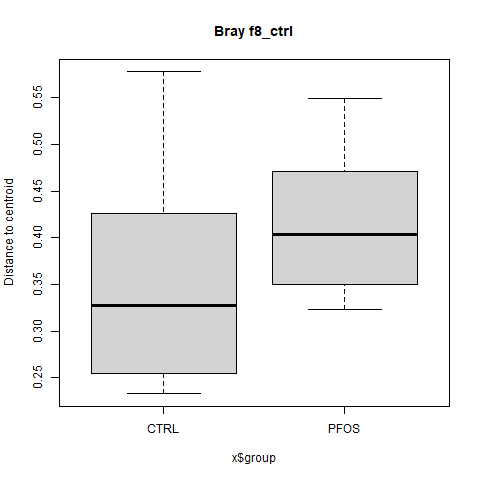 Bray f8_ctrl
Distance to centroid
0.55
0.50
0.45
0.40
0.35
0.30
0.25
CTRL
PFOS
x$group